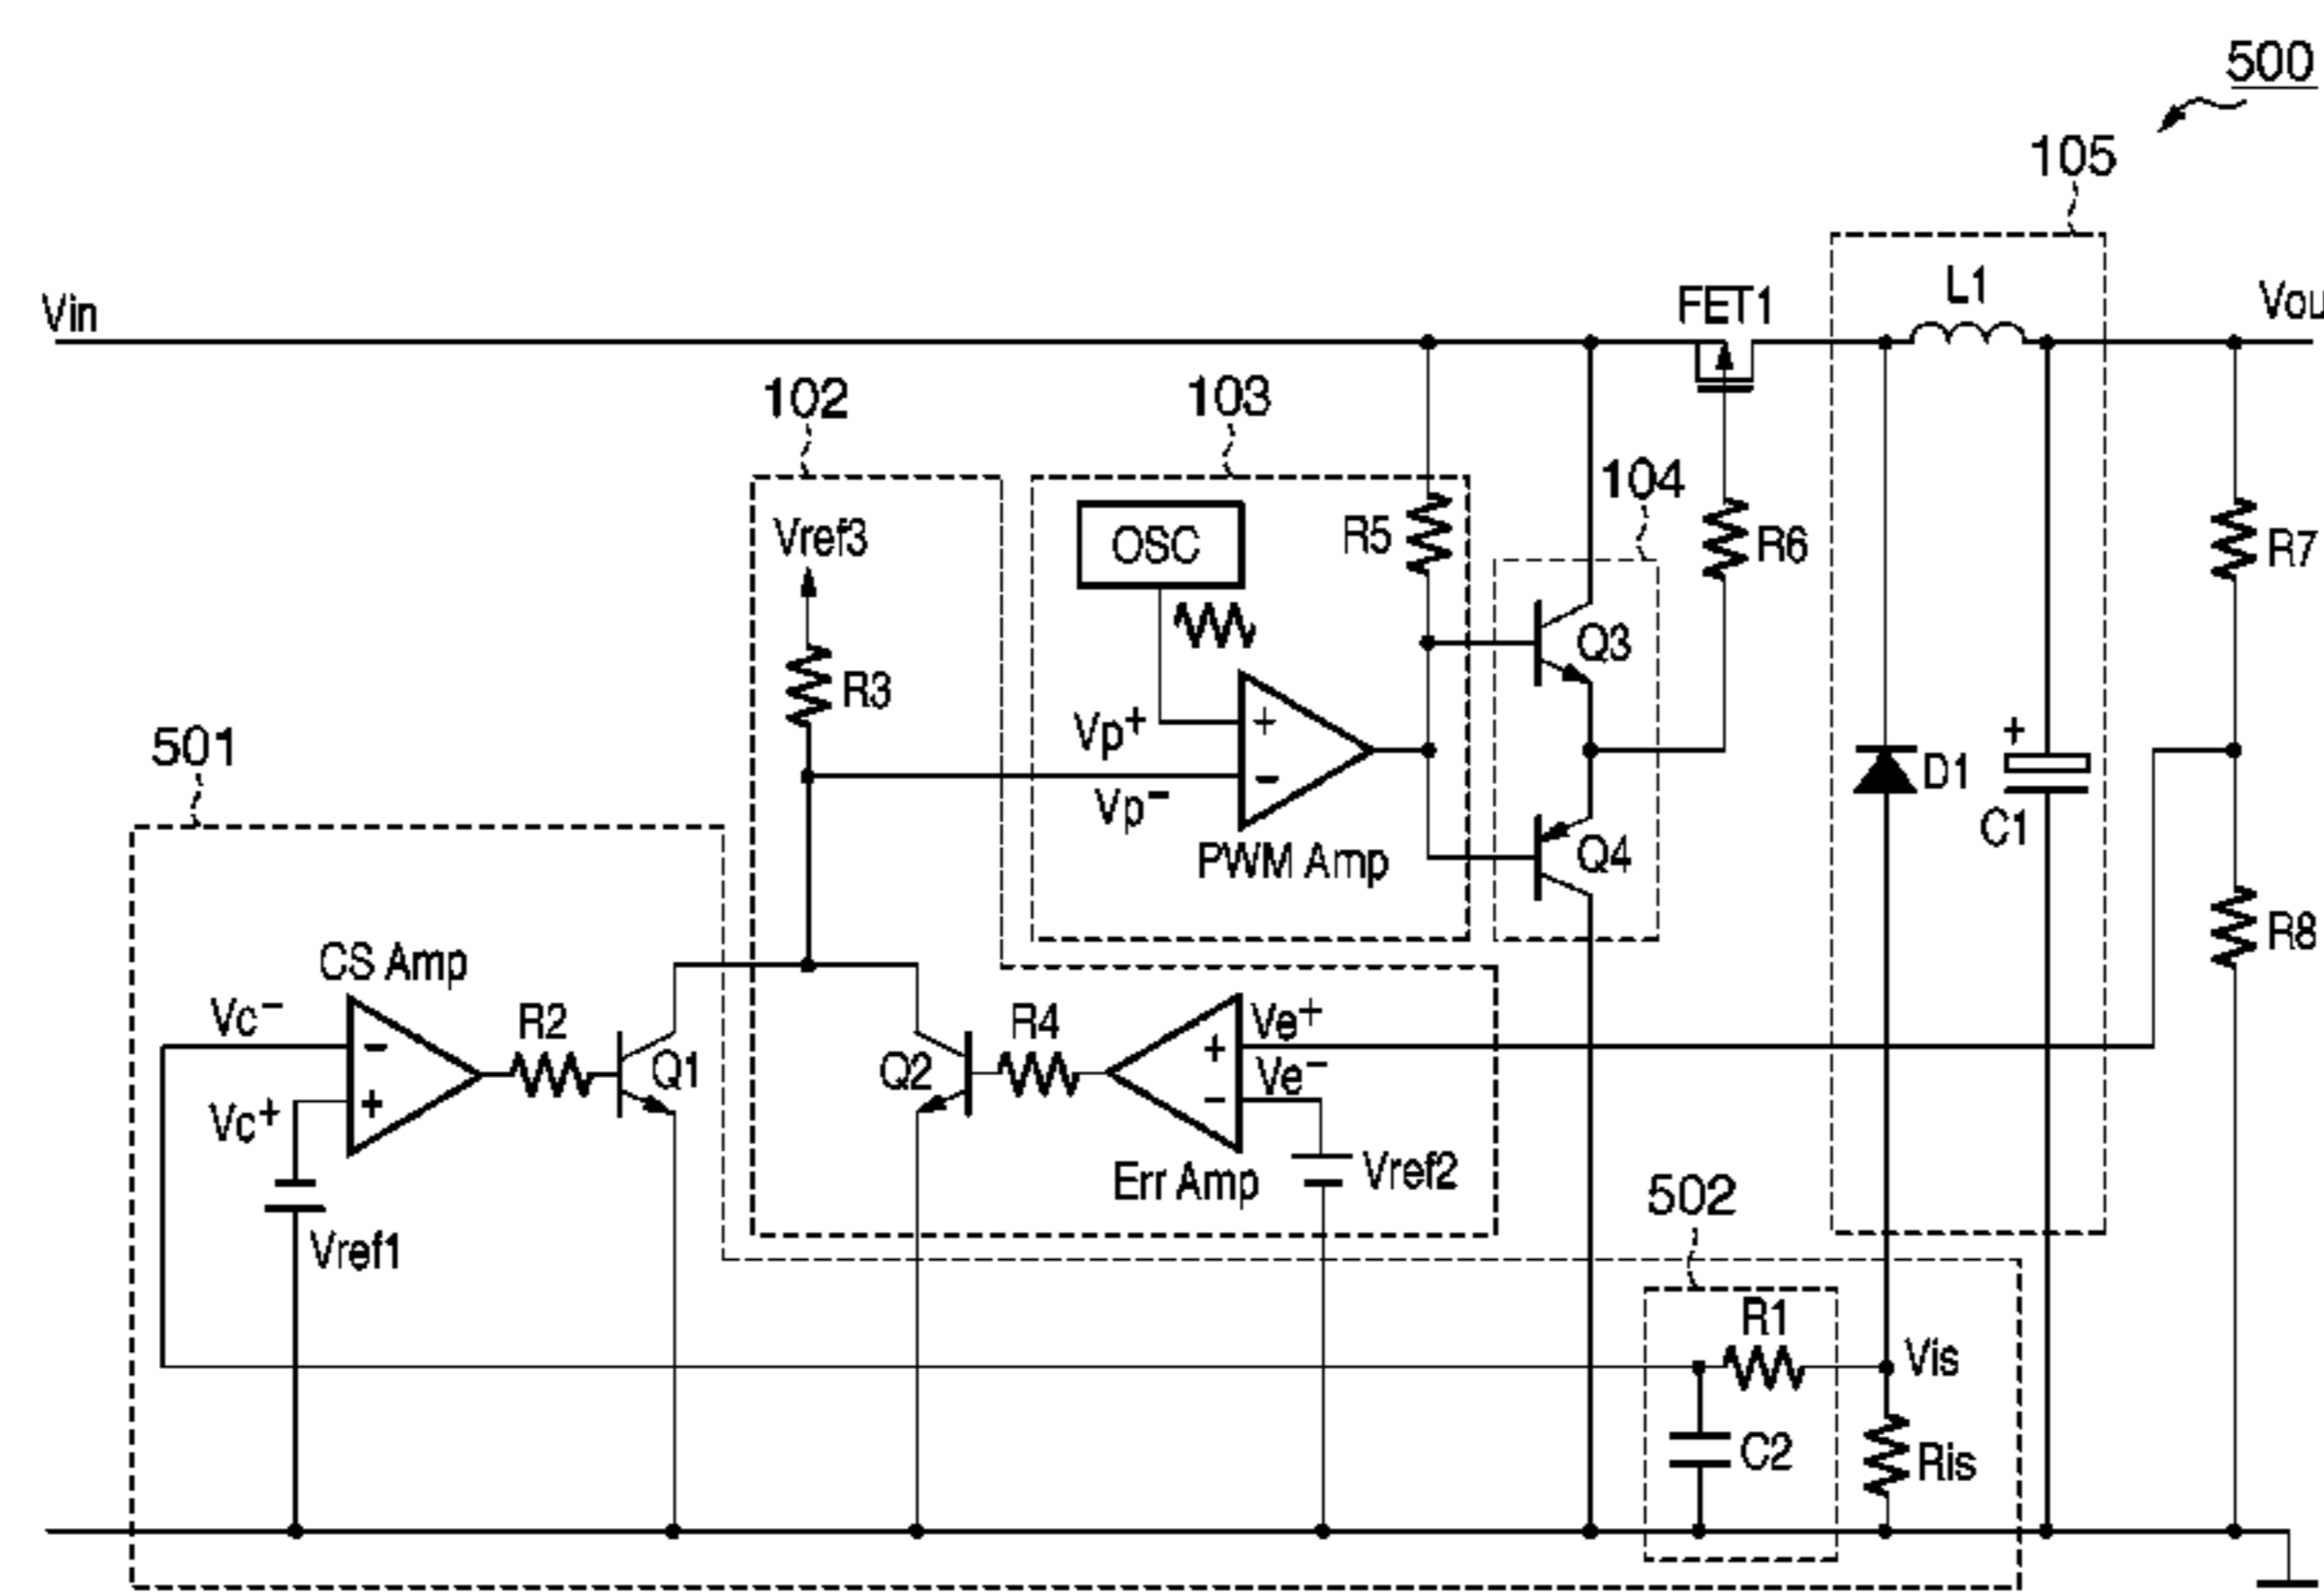 500
105
Vin
FET1
L1
Vou
102
103
104
Vref3
OSC
R5
R6
R7
R3
Q3
501
Vp+
+
-
Vp-
D1
+
C1
PWM Amp
Q4
R8
CS Amp
Vc-
-
R2
Q1
Q2
R4
+
Ve+
Ve-
-
Vc+
+
Err Amp
Vref2
502
Vref1
R1
Vis
C2
Ris